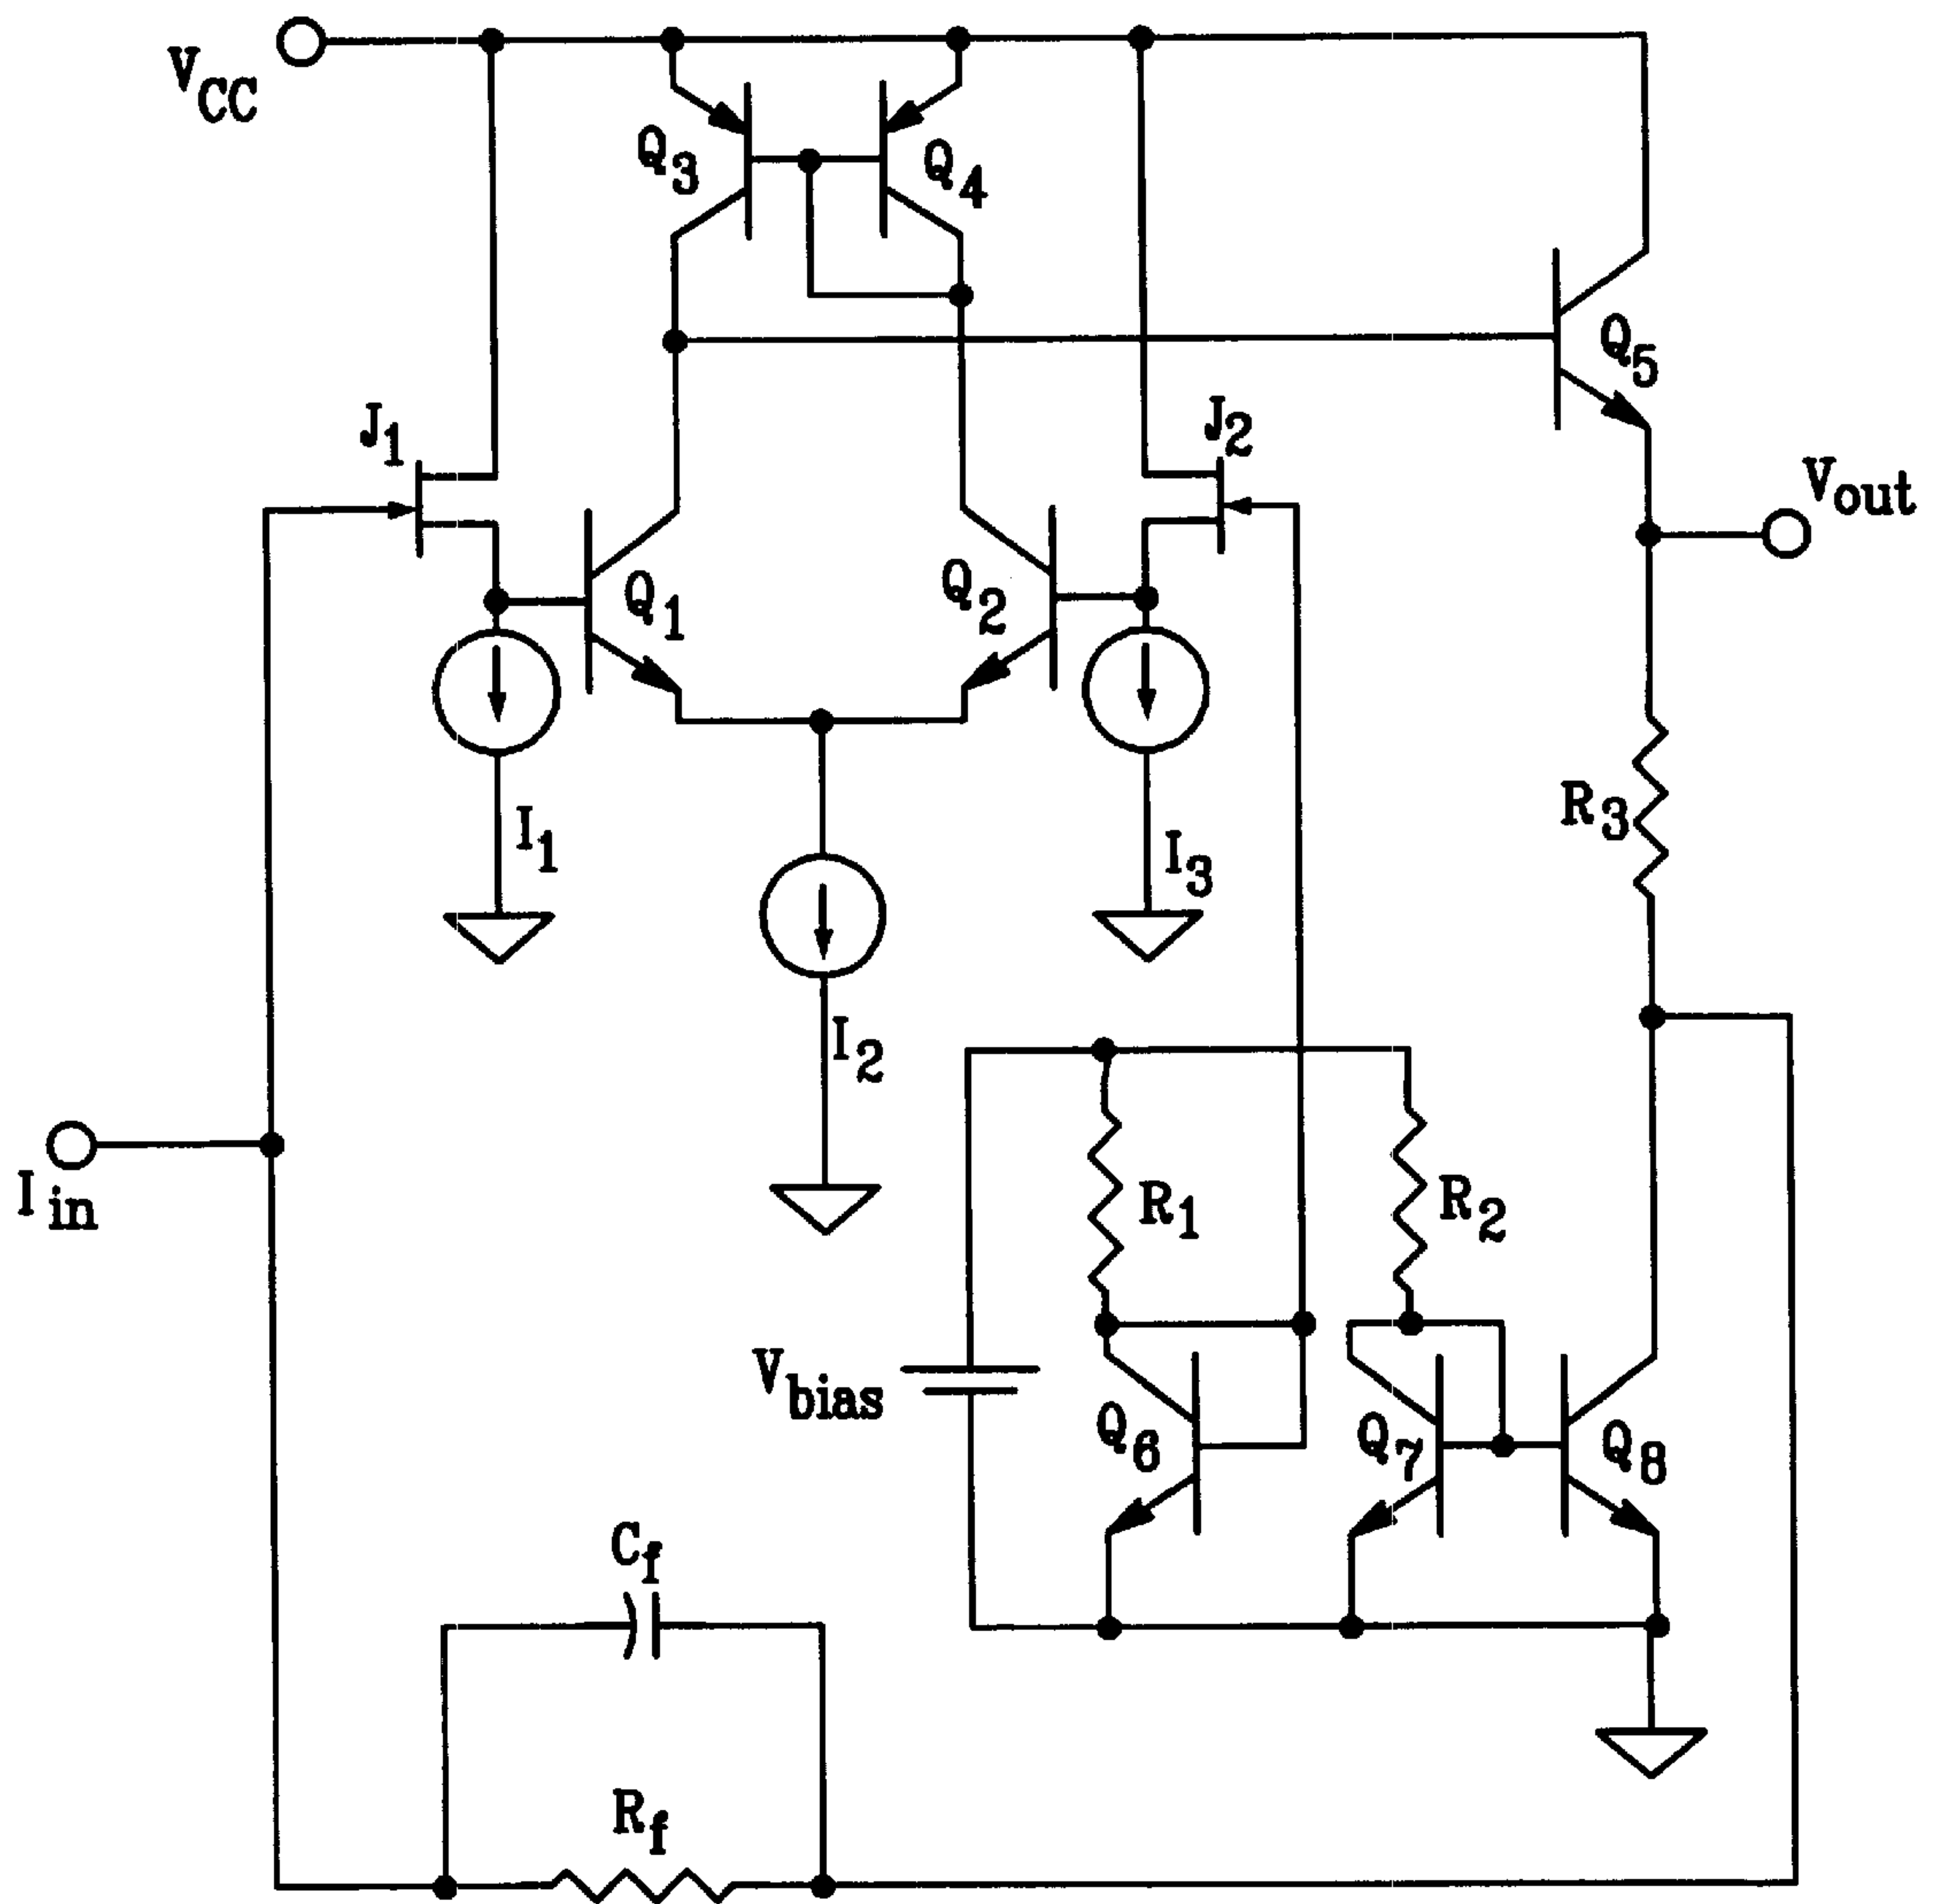 VCC
Q3
Q4
Q5
J1
J2
Vout
Q1
Q2
R3
I1
I3
I2
Iin
R1
R2
Vbias
Q6
Q7
Q8
Cf
Rf